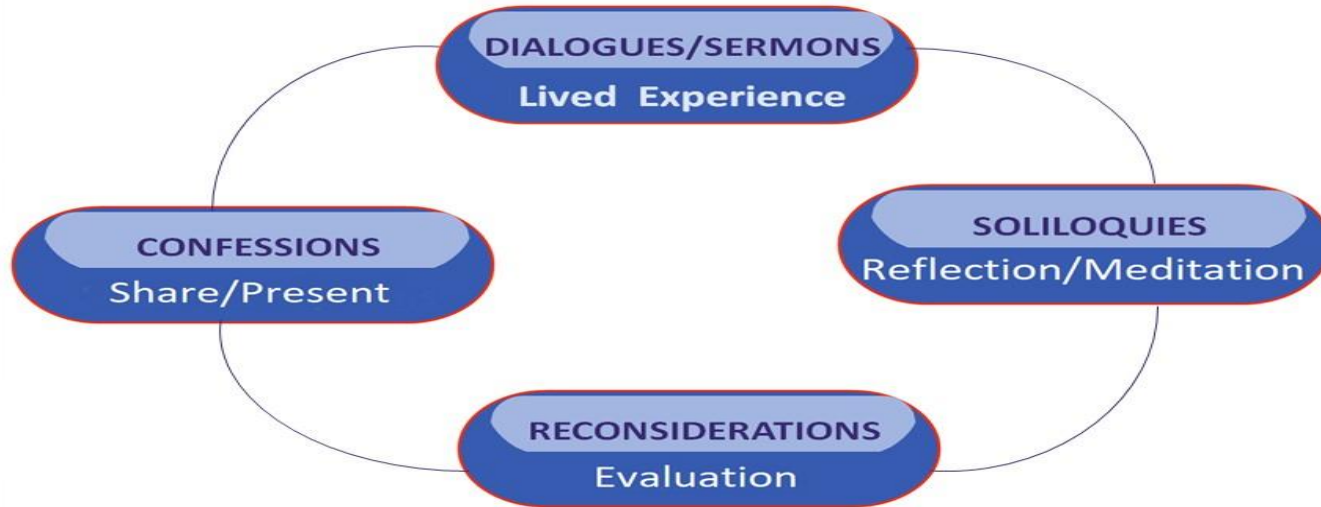 DIALOGUES/SERMONS
Lived Experience
CONFESSIONS
Share/Present
SOLILOQUIES
Reflection/Meditation
RECONSIDERATIONS
Evaluation